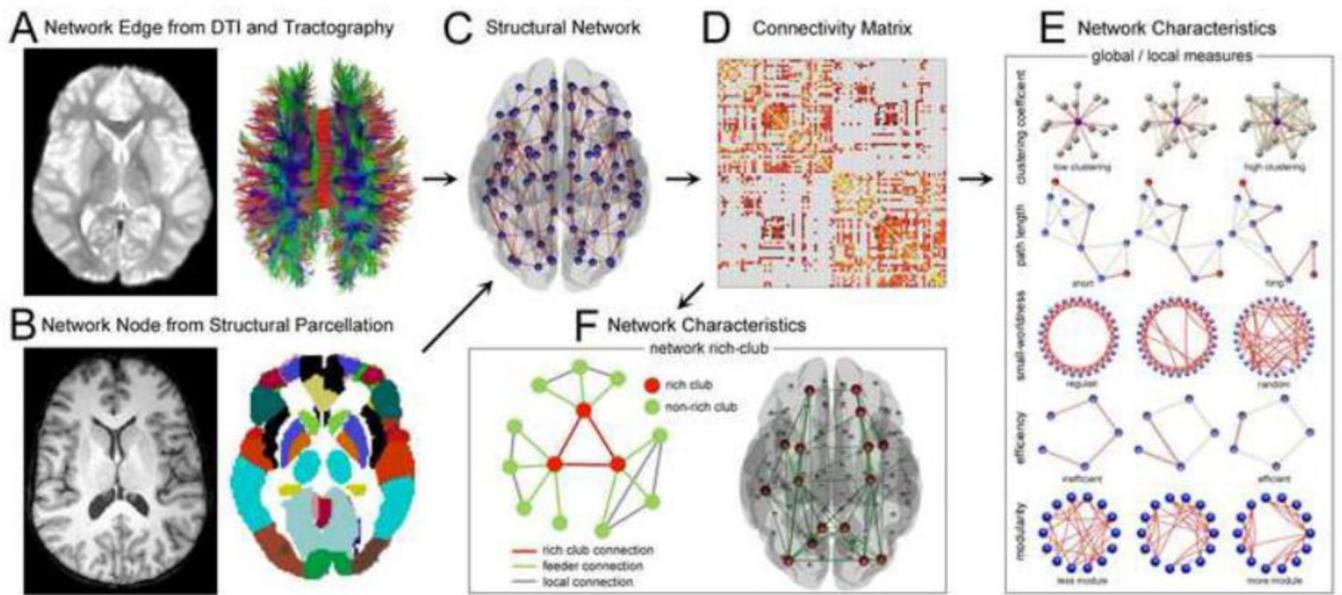 A Network Edge from DTI and Tractography
B Network Node from Structural Parcellation
C Structural Network
D Connectivity Matrix
E Network Characteristics
global / local measures
clustering coefficient
low clustering
high clustering
path length
short
long
small-worldness
regular
random
efficiency
inefficient
efficient
modularity
less module
more module
F Network Characteristics
network rich-club
rich club
non-rich club
rich club connection
feeder connection
local connection